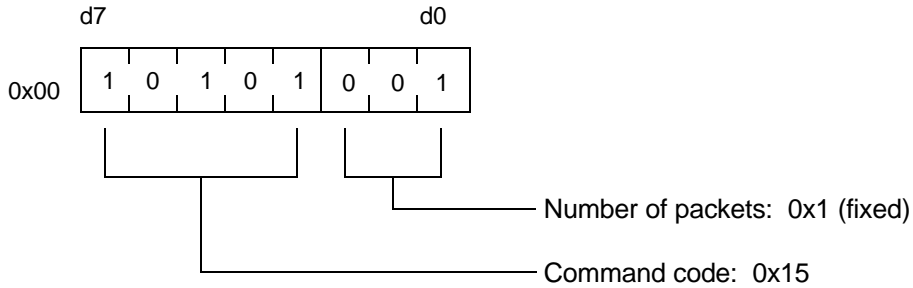 d7 d0
0x00 1 0 1 0 1 0 0 1
Number of packets: 0x1 (fixed)
Command code: 0x15